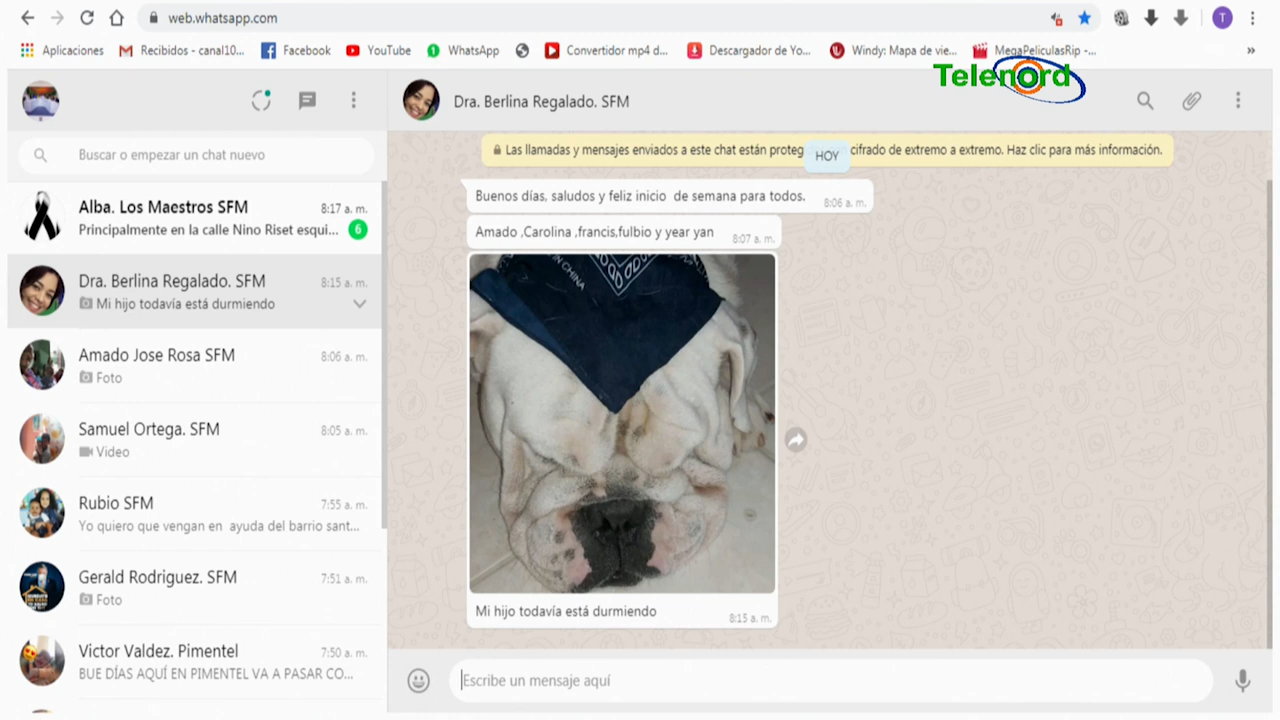 web.whatsapp.com
T
Aplicaciones
Recibidos - canal10...
Facebook
YouTube
WhatsApp
Convertidor mp4 d...
Descargador de Yo...
Windy: Mapa de vie...
MegaPeliculasRip -...
»
Telenord
Dra. Berlina Regalado. SFM
Buscar o empezar un chat nuevo
Alba. Los Maestros SFM
8:17 a. m.
Principalmente en la calle Nino Riset esqui...
6
Dra. Berlina Regalado. SFM
8:15 a. m.
Mi hijo todavía está durmiendo
Amado Jose Rosa SFM
8:06 a. m.
Foto
Samuel Ortega. SFM
8:05 a. m.
Video
Rubio SFM
7:55 a. m.
Yo quiero que vengan en ayuda del barrio sant...
Gerald Rodriguez. SFM
7:51 a. m.
Foto
Victor Valdez. Pimentel
7:50 a. m.
BUE DÍAS AQUÍ EN PIMENTEL VA A PASAR CO...
Las llamadas y mensajes enviados a este chat están proteg
cifrado de extremo a extremo. Haz clic para más información.
HOY
Buenos días, saludos y feliz inicio de semana para todos.
8:06 a. m.
Amado ,Carolina ,francis,fulbio y year yan
8:07 a. m.
IN CHINA
Mi hijo todavía está durmiendo
8:15 a. m.
Escribe un mensaje aquí